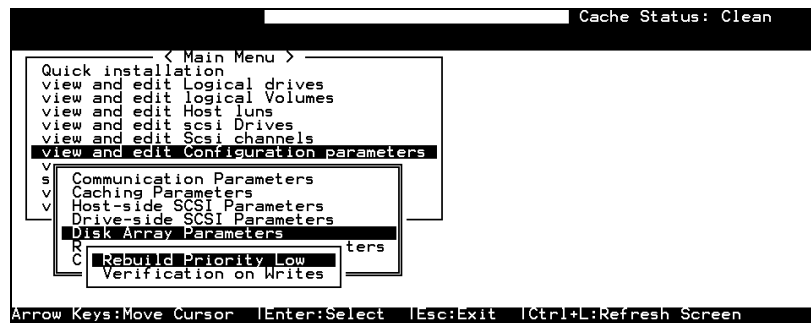 Cache Status: Clean
< Main Menu >
Quick installation
view and edit Logical drives
view and edit logical Volumes
view and edit Host luns
view and edit scsi Drives
view and edit Scsi channels
view and edit Configuration parameters
v
s Communication Parameters
v Caching Parameters
v Host-side SCSI Parameters
Drive-side SCSI Parameters
Disk Array Parameters
R ters
C Rebuild Priority Low
Verification on Writes
Arrow Keys:Move Cursor |Enter:Select |Esc:Exit |Ctrl+L:Refresh Screen